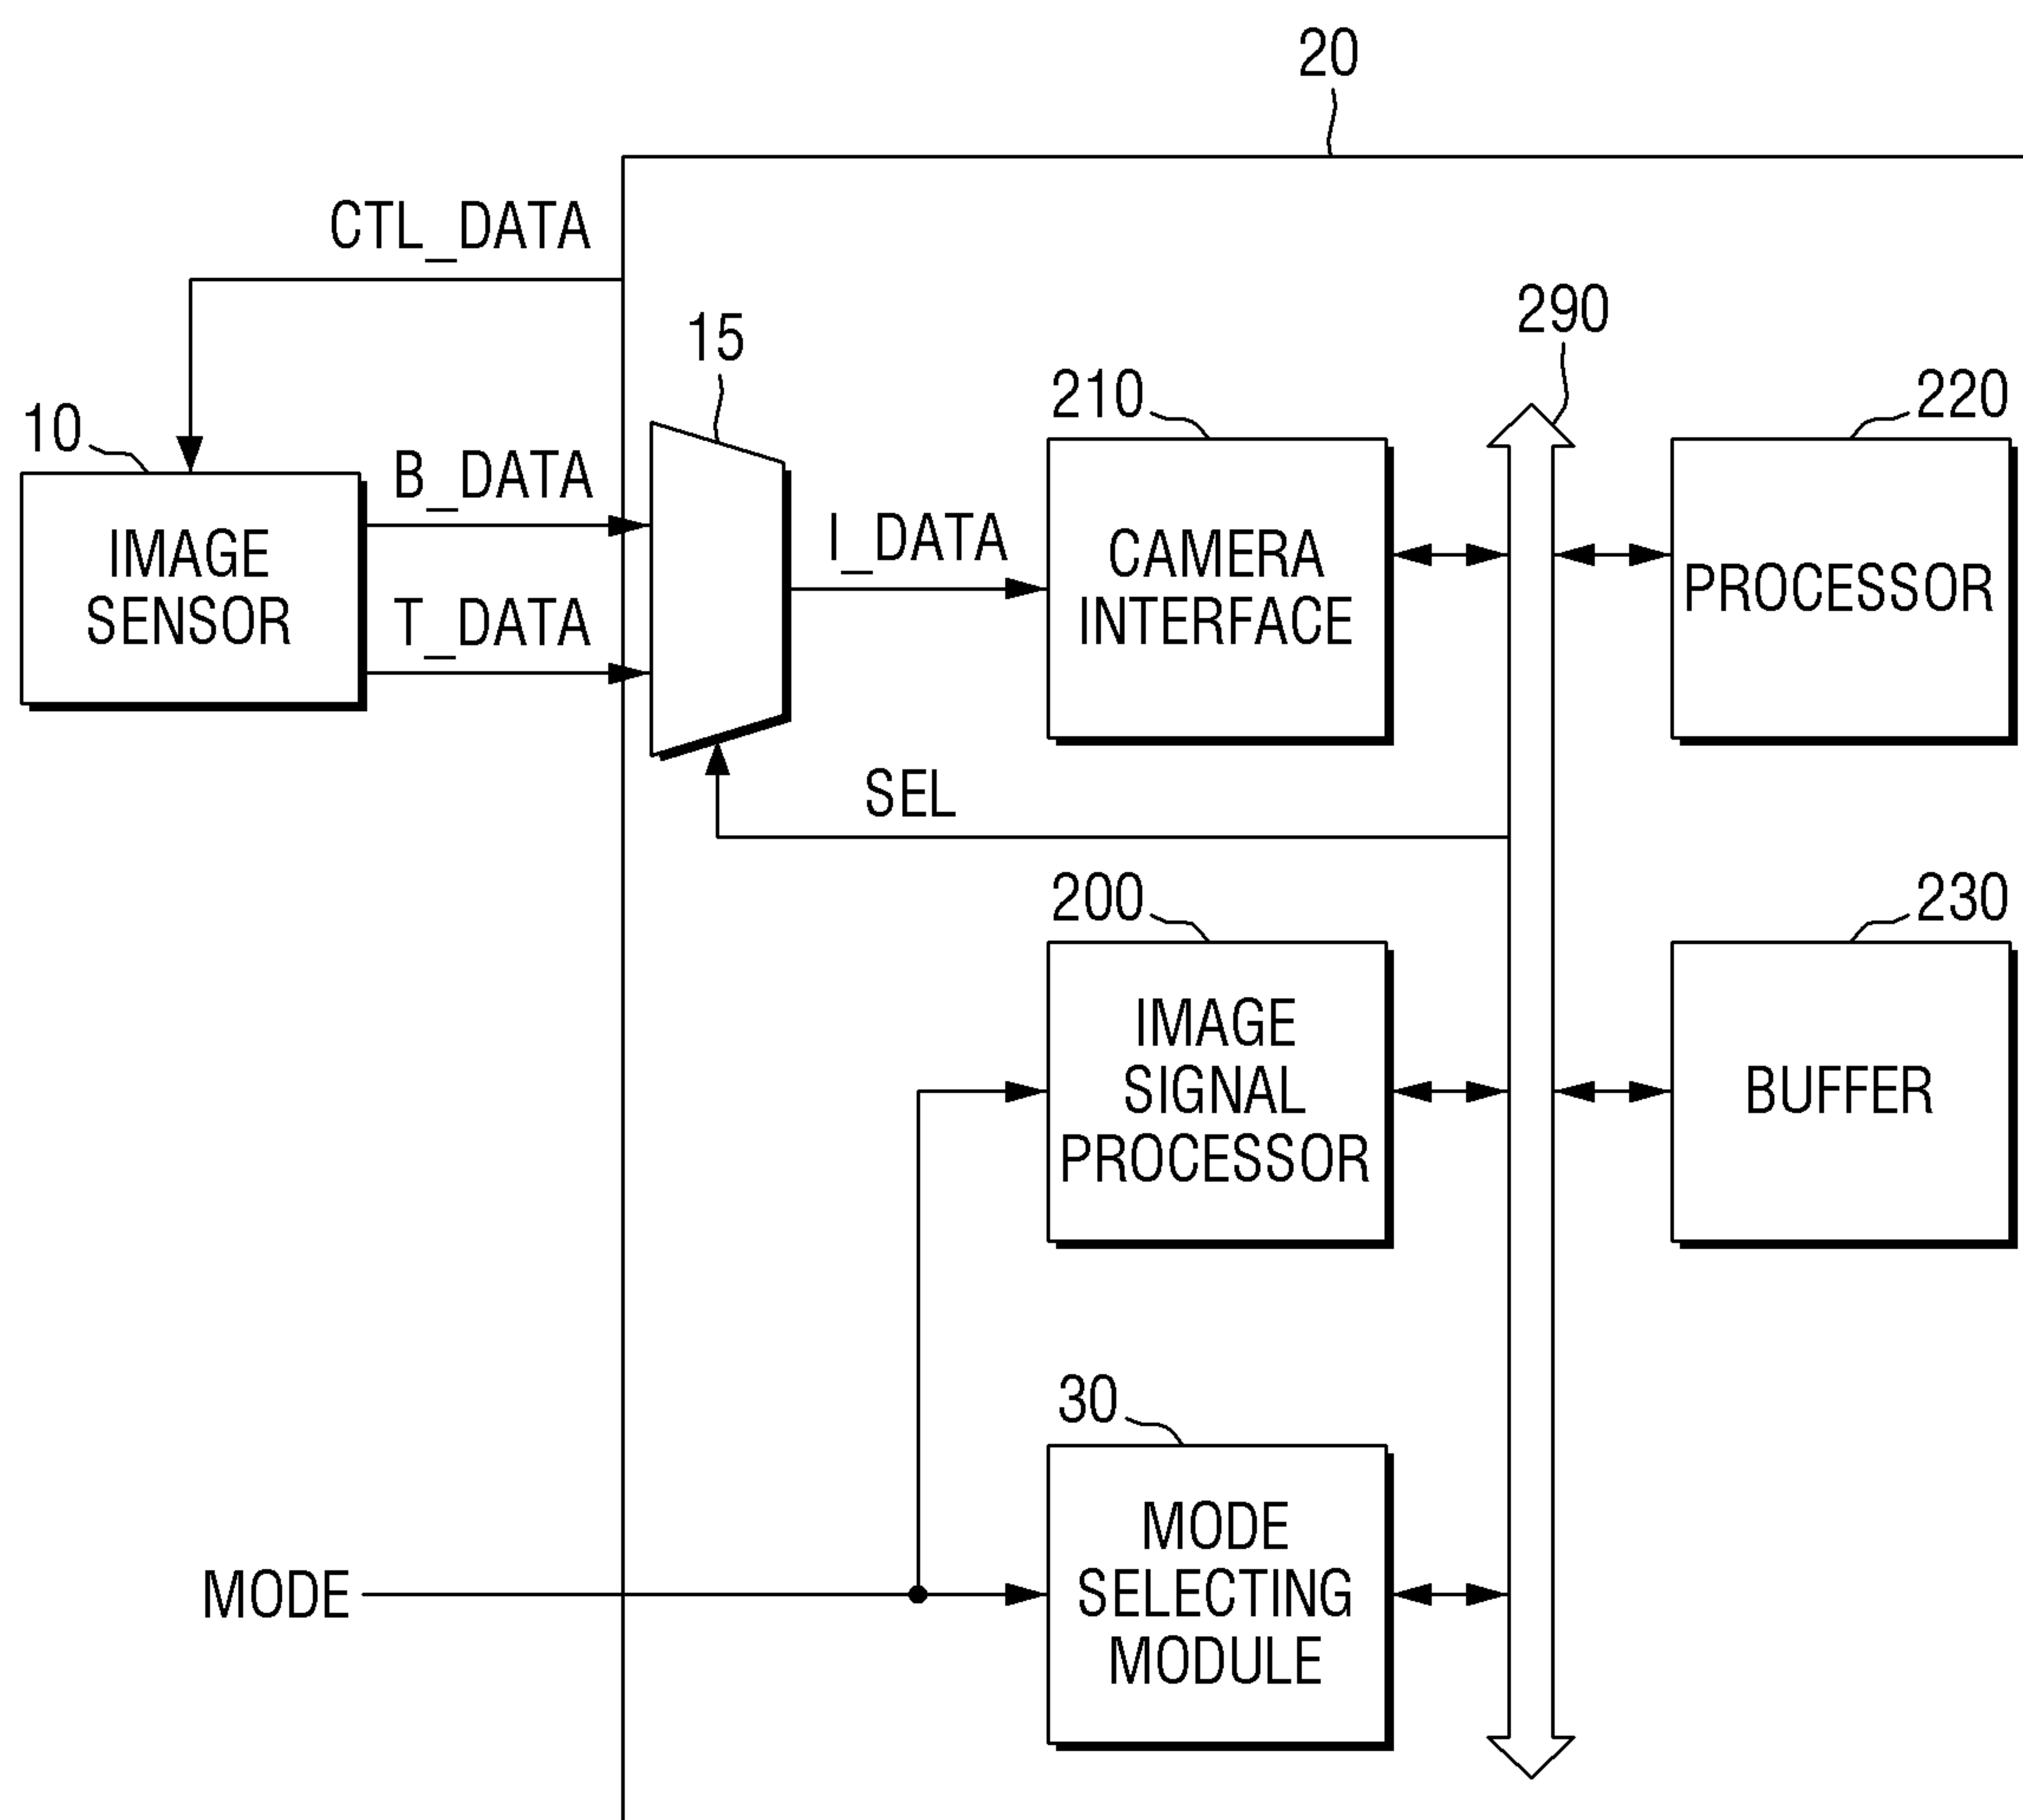 20
CTL_DATA
290
15
210
220
10
B_DATA
I_DATA
IMAGE
SENSOR
CAMERA
INTERFACE
PROCESSOR
T_DATA
SEL
200
230
IMAGE
SIGNAL
PROCESSOR
BUFFER
30
MODE
SELECTING
MODULE
MODE